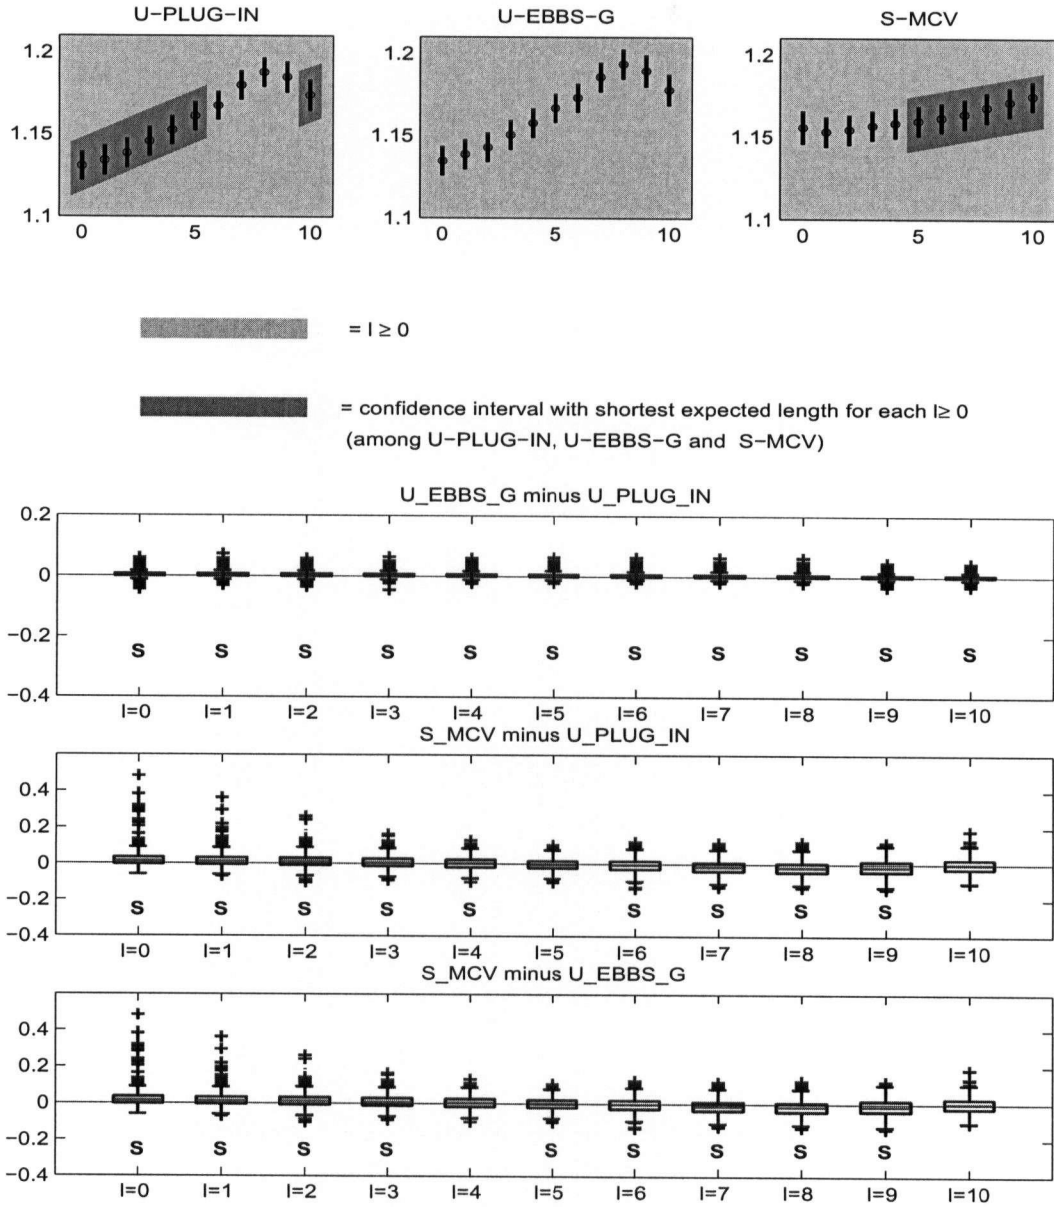 U−PLUG−IN
U−EBBS−G
S−MCV
1.2
1.15
1.1
0 5 10
1.2
1.15
1.1
0 5 10
1.2
1.15
1.1
0 5 10
= l ≥ 0
= confidence interval with shortest expected length for each l≥ 0
(among U−PLUG−IN, U−EBBS−G and S−MCV)
U_EBBS_G minus U_PLUG_IN
0.2
0
−0.2
−0.4
S S S S S S S S S S S
l=0 l=1 l=2 l=3 l=4 l=5 l=6 l=7 l=8 l=9 l=10
S_MCV minus U_PLUG_IN
0.4
0.2
0
−0.2
−0.4
S S S S S S S S S
l=0 l=1 l=2 l=3 l=4 l=5 l=6 l=7 l=8 l=9 l=10
S_MCV minus U_EBBS_G
0.4
0.2
0
−0.2
−0.4
S S S S S S S S S
l=0 l=1 l=2 l=3 l=4 l=5 l=6 l=7 l=8 l=9 l=10